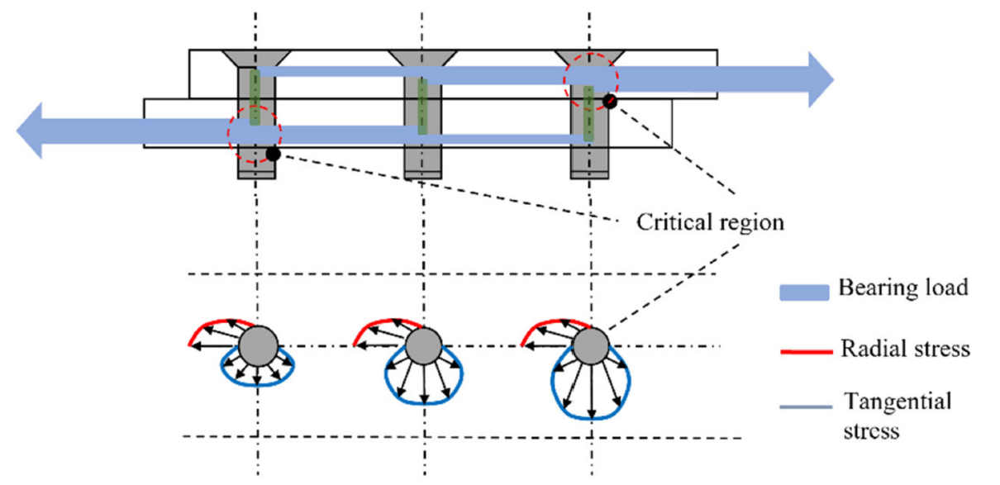 Critical region
Bearing load
Radial stress
Tangential
stress